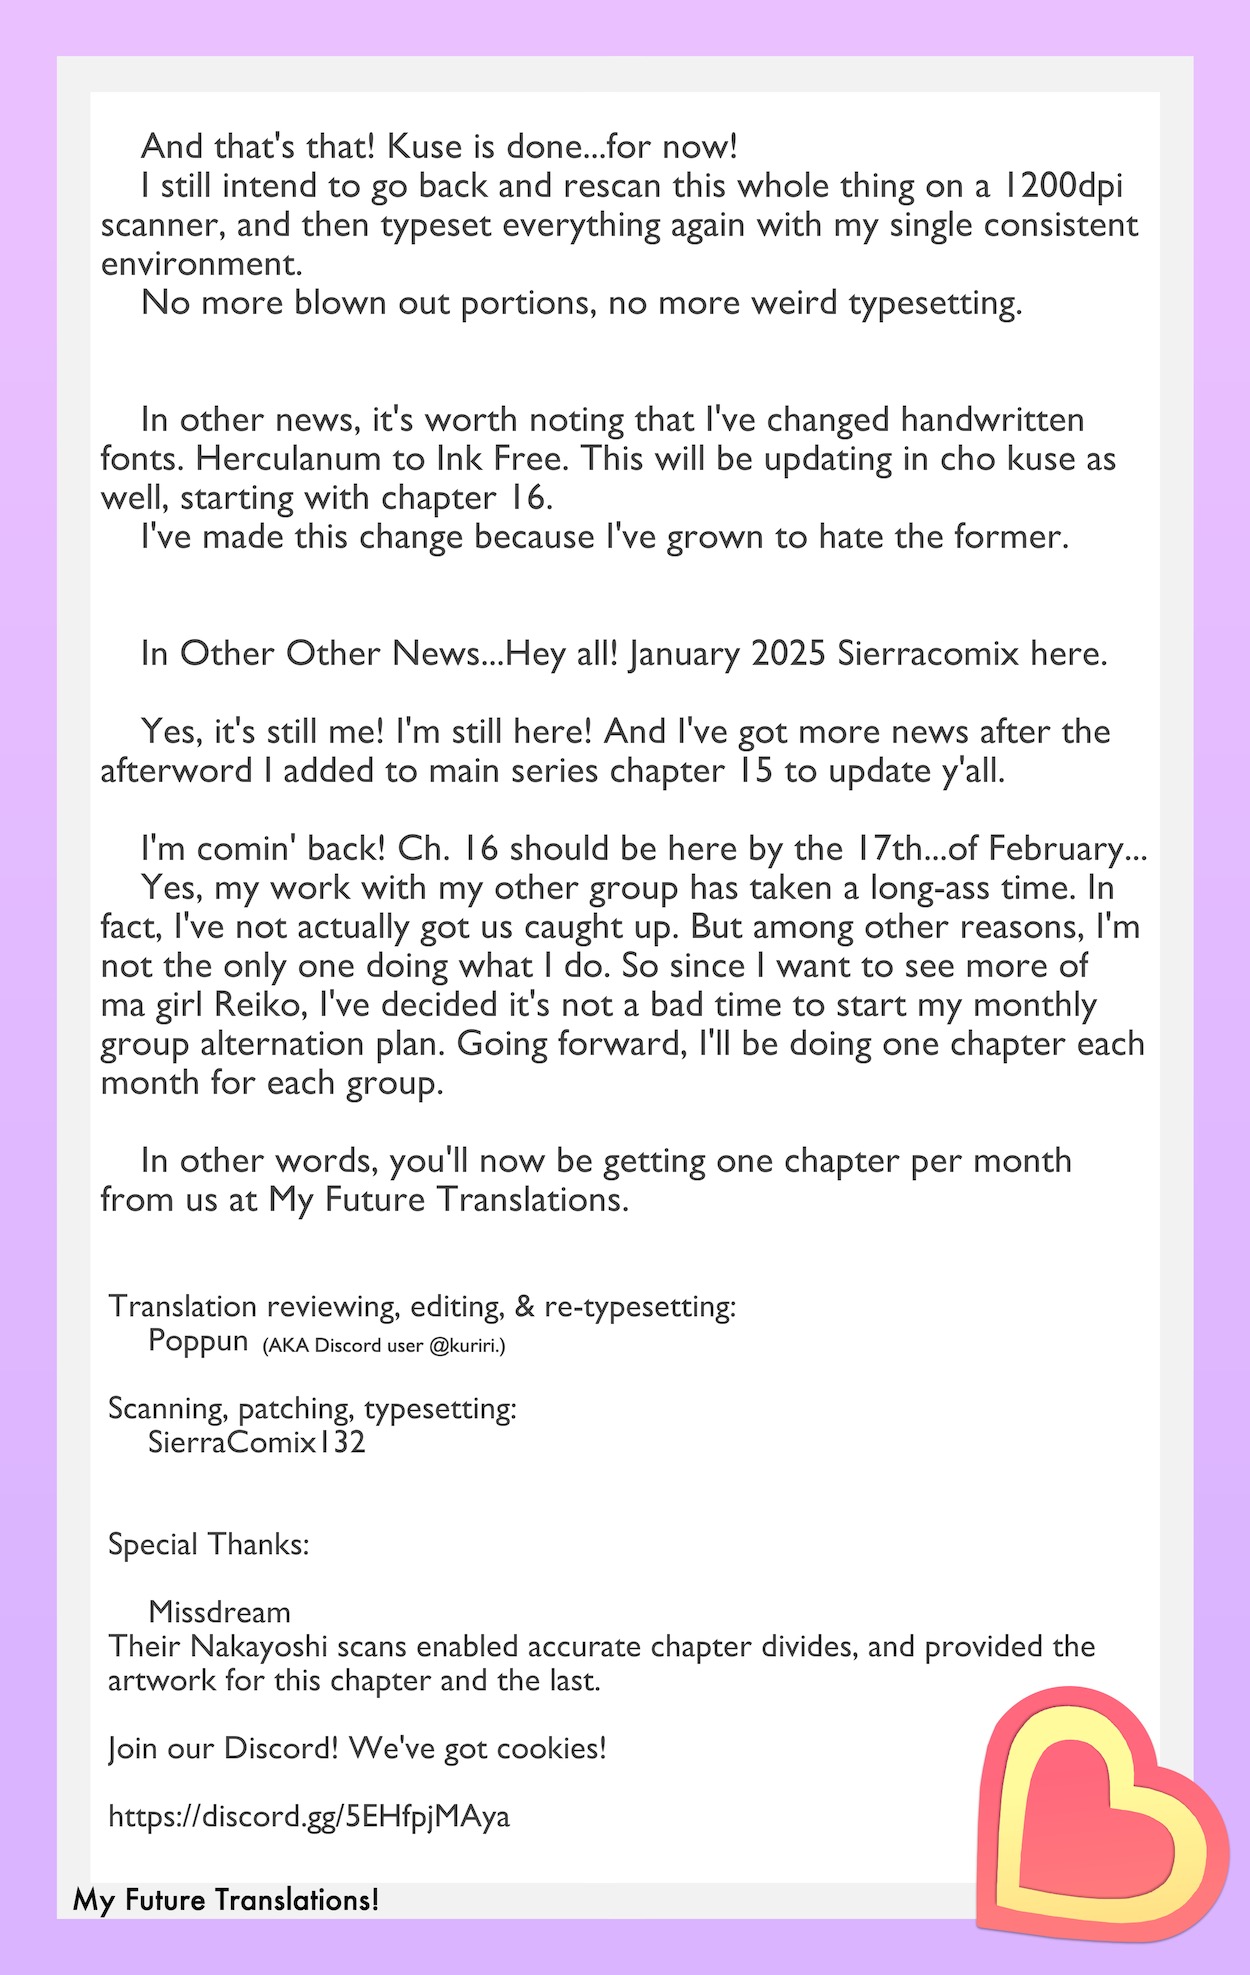 And that's that! Kuse is done...for now!
I still intend to go back and rescan this whole thing on a 1200dpi
scanner, and then typeset everything again with my single consistent
environment.
No more blown out portions, no more weird typesetting.
In other news, it's worth noting that I've changed handwritten
fonts. Herculanum to Ink Free. This will be updating in cho kuse as
well, starting with chapter 16.
I've made this change because I've grown to hate the former.
In Other Other News...Hey all! January 2025 Sierracomix here.
Yes, it's still me! I'm still here! And I've got more news after the
afterword I added to main series chapter 15 to update y'all.
I'm comin' back! Ch. 16 should be here by the 17th...of February...
Yes, my work with my other group has taken a long-ass time. In
fact, I've not actually got us caught up. But among other reasons, I'm
not the only one doing what I do. So since I want to see more of
ma girl Reiko, I've decided it's not a bad time to start my monthly
group alternation plan. Going forward, I'll be doing one chapter each
month for each group.
In other words, you'll now be getting one chapter per month
from us at My Future Translations.
Translation reviewing, editing, & re-typesetting:
Poppun (AKA Discord user @kuriri.)
Scanning, patching, typesetting:
SierraComix132
Special Thanks:
Missdream
Their Nakayoshi scans enabled accurate chapter divides, and provided the
artwork for this chapter and the last.
Join our Discord! We've got cookies!
https://discord.gg/5EHfpjMAya
My Future Translations!